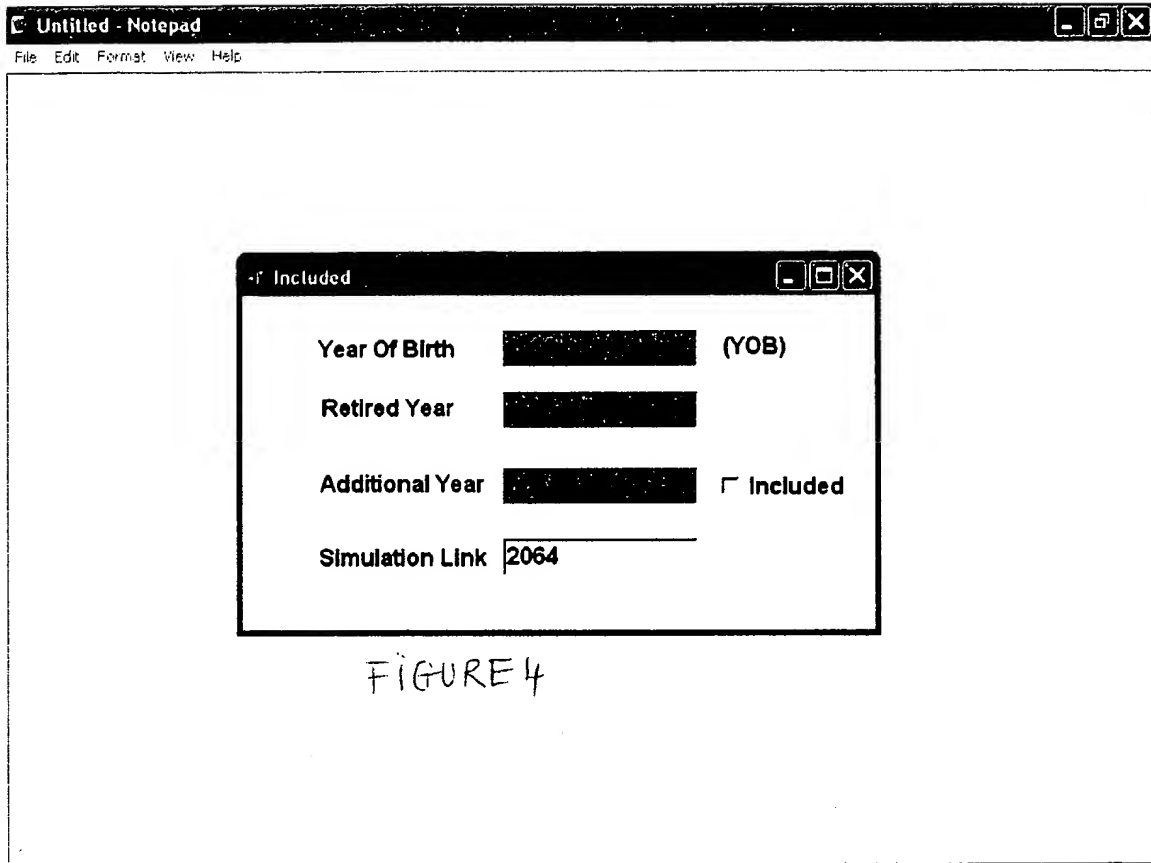 Untitled - Notepad
File Edit Format View Help
Included
Year Of Birth (YOB)
Retired Year
Additional Year Included
Simulation Link 2064
FIGURE 4